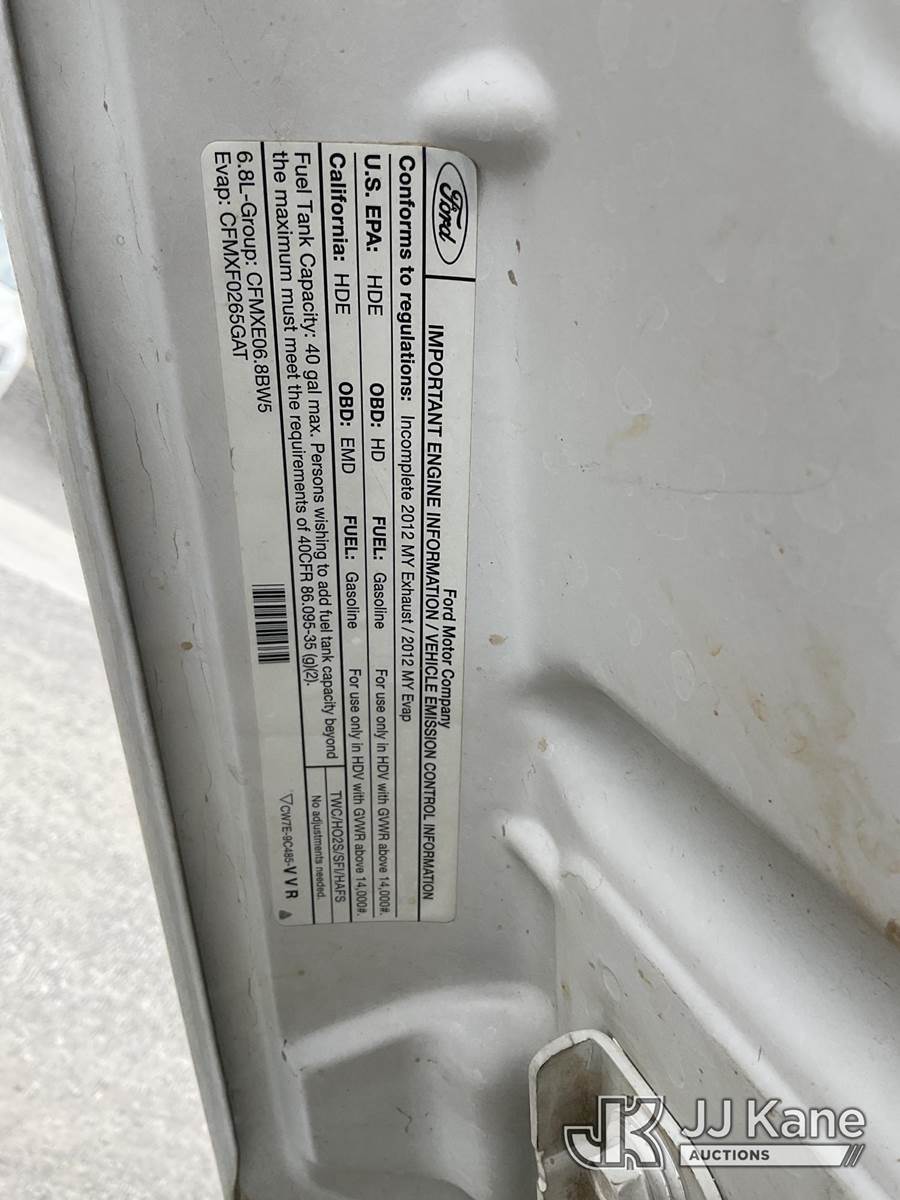 Ford
Ford Motor Company
IMPORTANT ENGINE INFORMATION / VEHICLE EMISSION CONTROL INFORMATION
Conforms to regulations: Incomplete 2012 MY Exhaust / 2012 MY Evap
U.S. EPA: HDE OBD: HD FUEL: Gasoline For use only in HDV with GVWR above 14,000#.
California: HDE OBD: EMD FUEL: Gasoline For use only in HDV with GVWR above 14,000#.
Fuel Tank Capacity: 40 gal max. Persons wishing to add fuel tank capacity beyond
the maximum must meet the requirements of 40CFR 86.095-35 (g)(2).
TWC/HO2S/SFI/HAFS
No adjustments needed.
6.8L-Group: CFMXE06.8BW5
Evap: CFMXF0265GAT
CW7E-9C485-VVR
JK JJ Kane
AUCTIONS